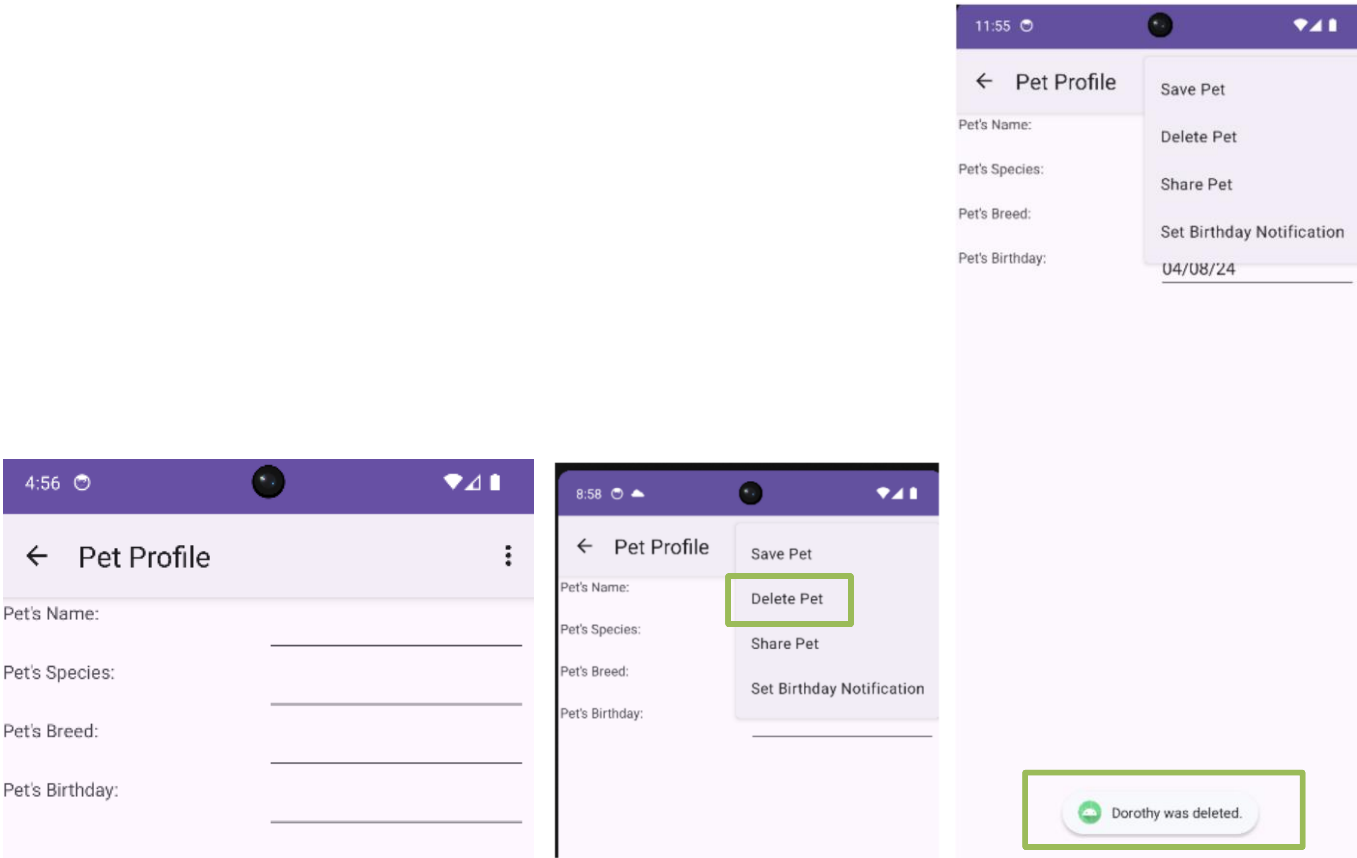 4:56
Pet Profile
Pet's Name:
Pet's Species:
Pet's Breed:
Pet's Birthday:
8:58
Pet Profile
Save Pet
Pet's Name:
Delete Pet
Pet's Species:
Share Pet
Pet's Breed:
Set Birthday Notification
Pet's Birthday:
11:55
Pet Profile
Save Pet
Pet's Name:
Delete Pet
Pet's Species:
Share Pet
Pet's Breed:
Set Birthday Notification
Pet's Birthday:
04/08/24
Dorothy was deleted.